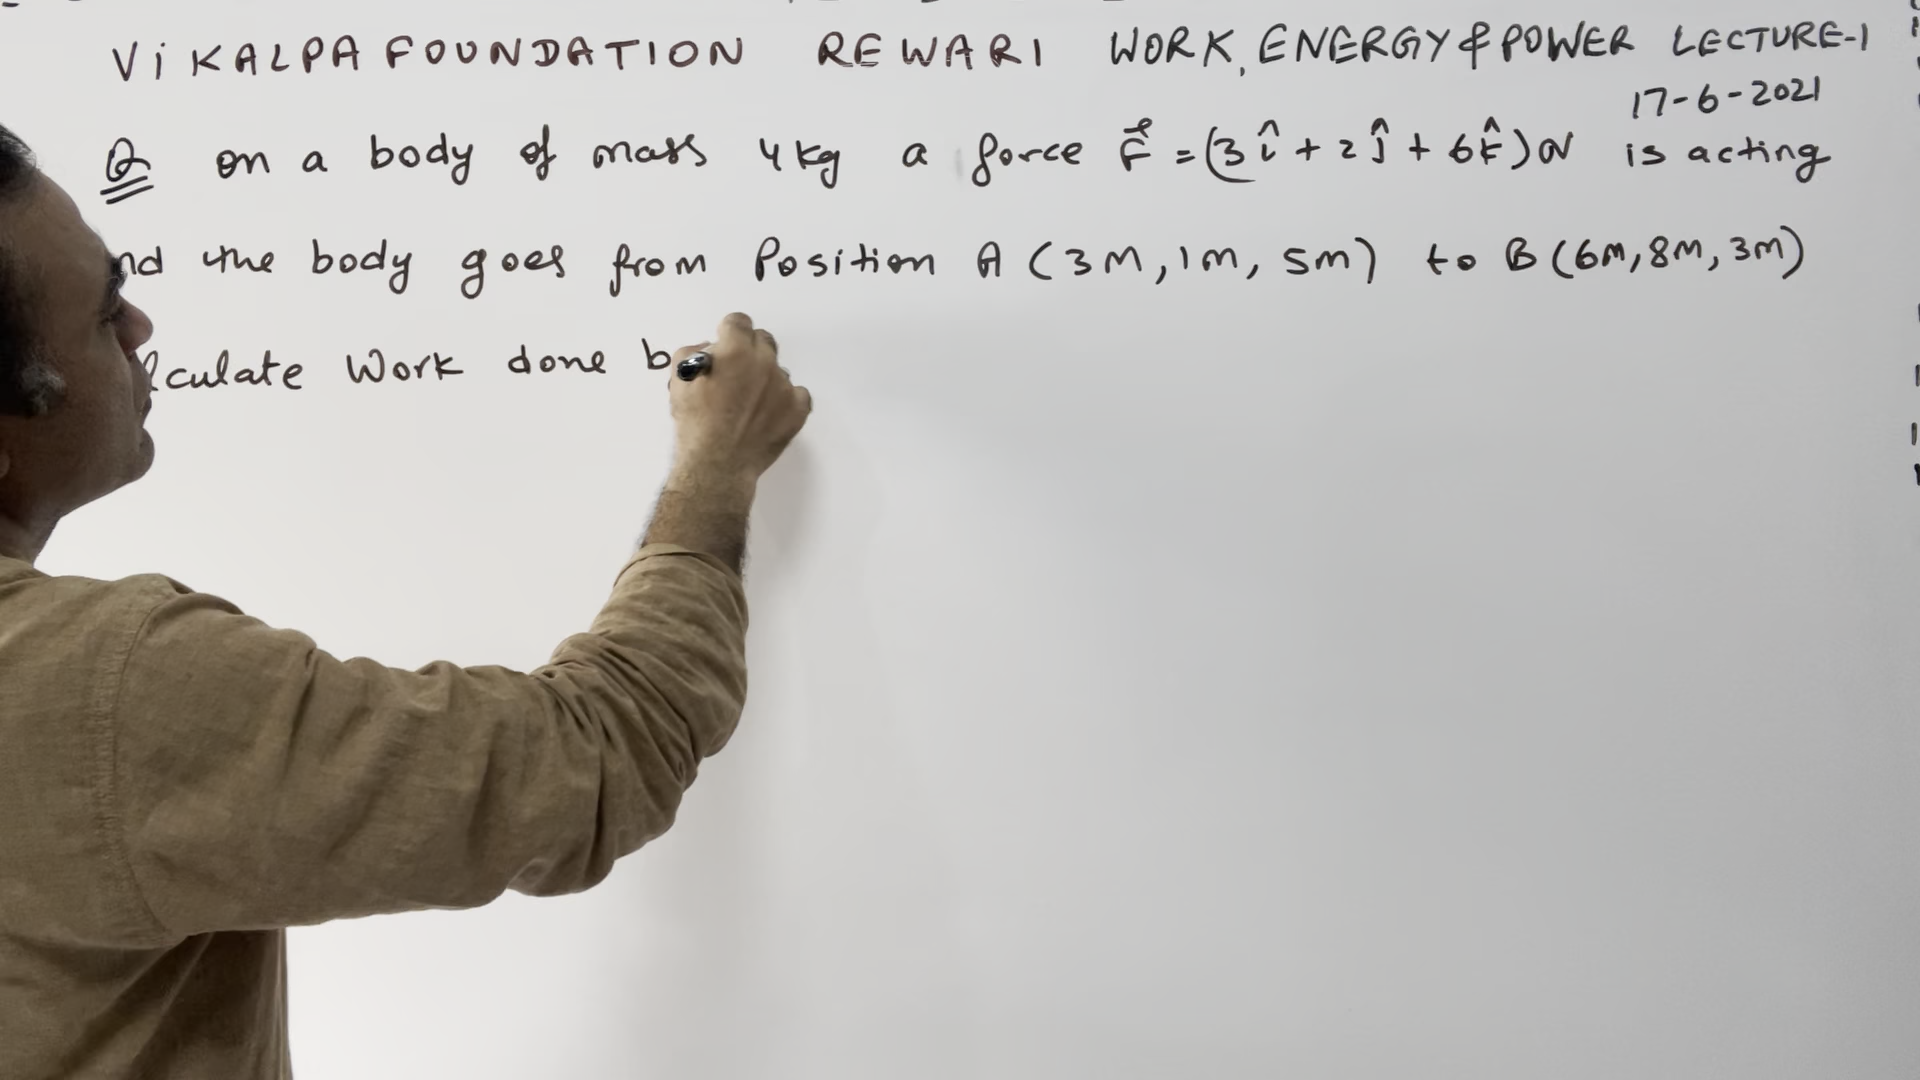 ViKALPA FOUNDATION REWARI WORK, ENERGY & POWER LECTURE-1
17-6-2021
Q on a body of mass 4kg a force F⃗ = (3î + 2ĵ + 6k̂)N is acting
nd the body goes from Position A (3m, 1m, 5m) to B (6m, 8m, 3m)
lculate Work done b